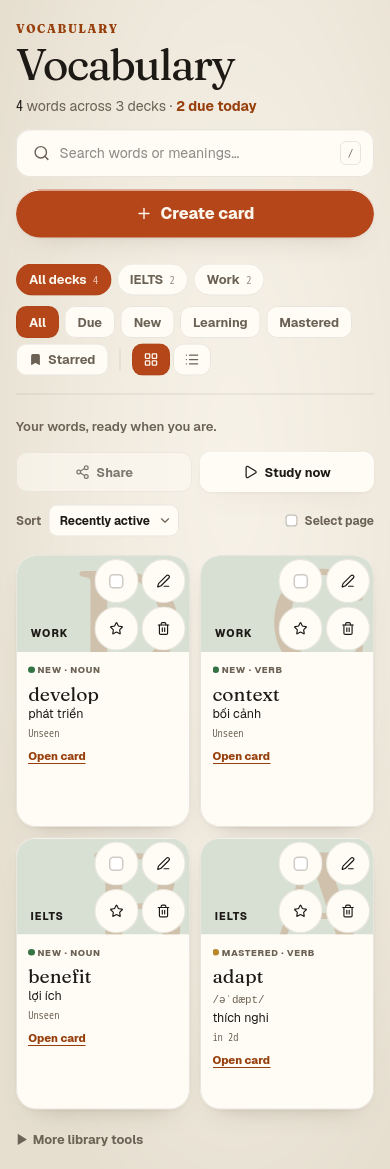 VOCABULARY
Vocabulary
4 words across 3 decks · 2 due today
Search words or meanings… /
+ Create card
All decks 4 IELTS 2 Work 2
All Due New Learning Mastered
Starred
Your words, ready when you are.
Share Study now
Sort Recently active Select page
WORK
NEW · NOUN
develop
phát triển
Unseen
Open card
WORK
NEW · VERB
context
bối cảnh
Unseen
Open card
IELTS
NEW · NOUN
benefit
lợi ích
Unseen
Open card
IELTS
MASTERED · VERB
adapt
/əˈdæpt/
thích nghi
in 2d
Open card
More library tools